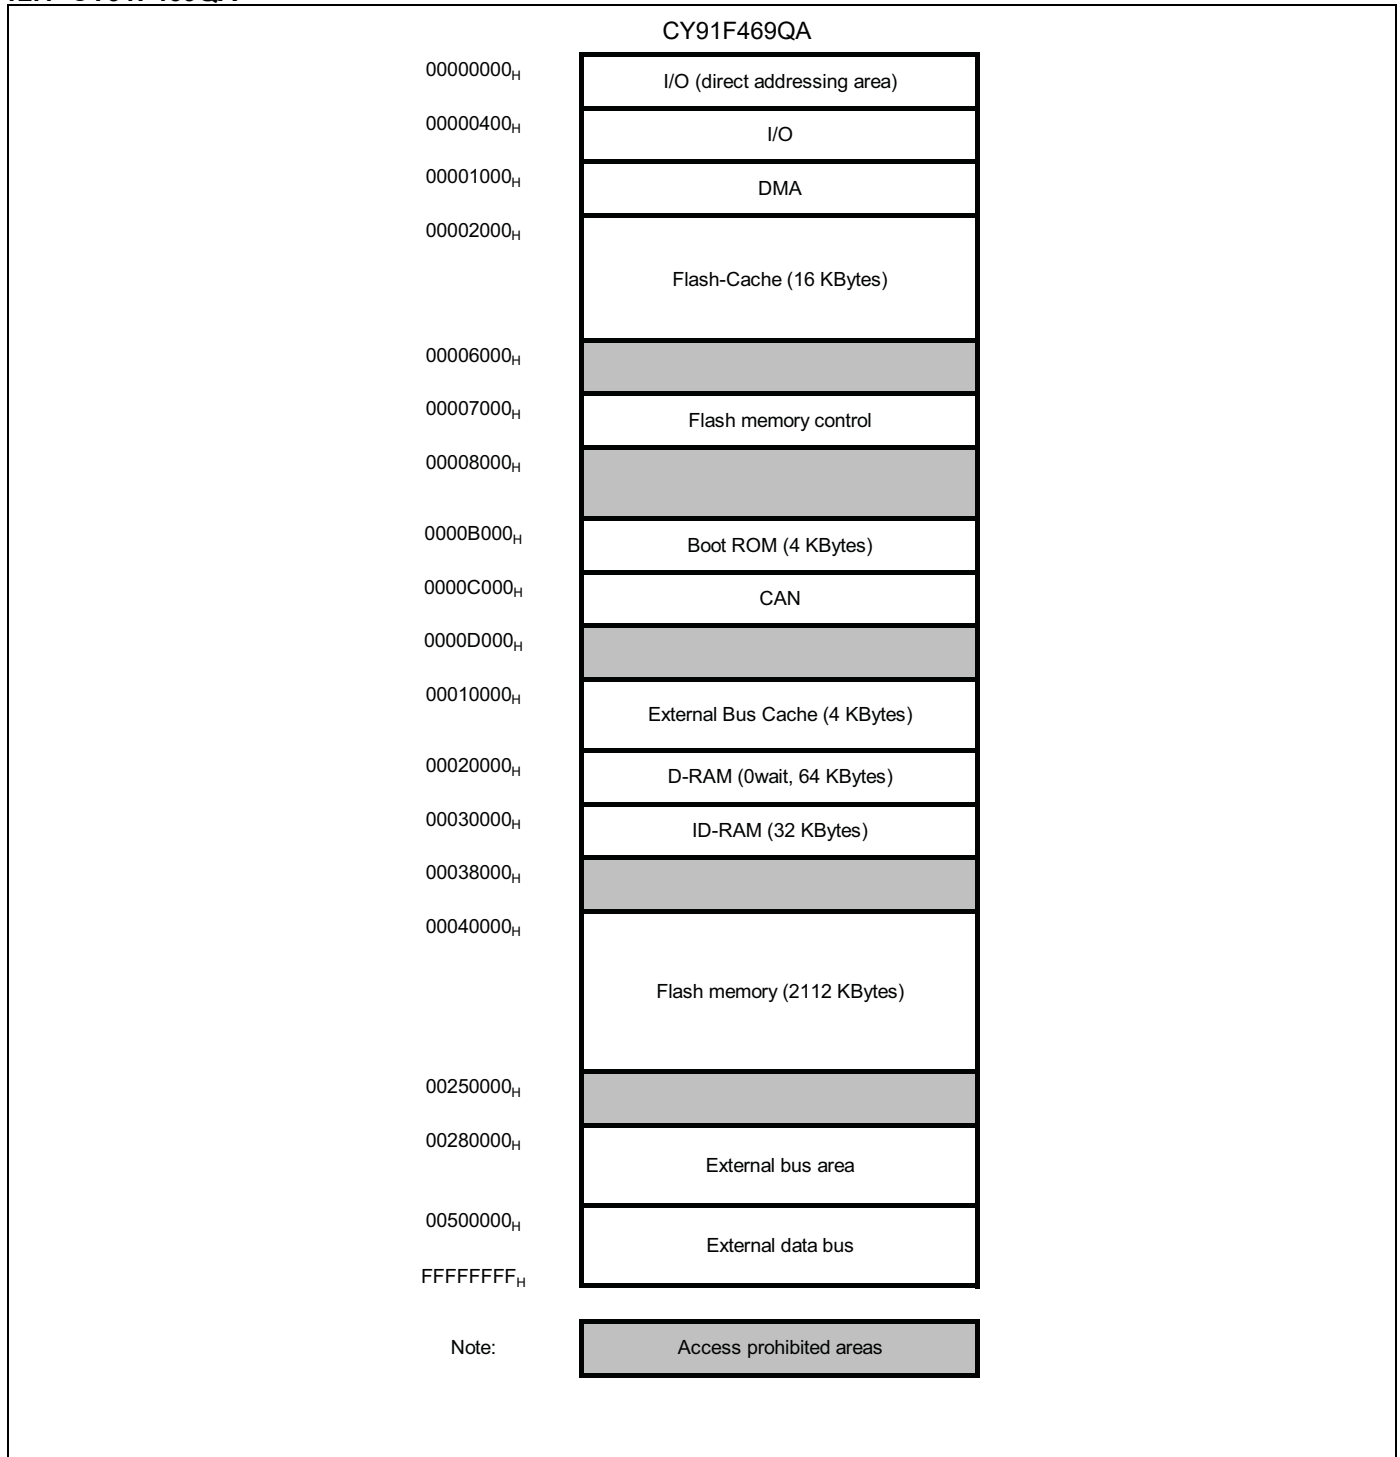 CY91F469QA
00000000H
I/O (direct addressing area)
00000400H
I/O
00001000H
DMA
00002000H
Flash-Cache (16 KBytes)
00006000H
00007000H
Flash memory control
00008000H
0000B000H
Boot ROM (4 KBytes)
0000C000H
CAN
0000D000H
00010000H
External Bus Cache (4 KBytes)
00020000H
D-RAM (0wait, 64 KBytes)
00030000H
ID-RAM (32 KBytes)
00038000H
00040000H
Flash memory (2112 KBytes)
00250000H
00280000H
External bus area
00500000H
External data bus
FFFFFFFFH
Note:
Access prohibited areas